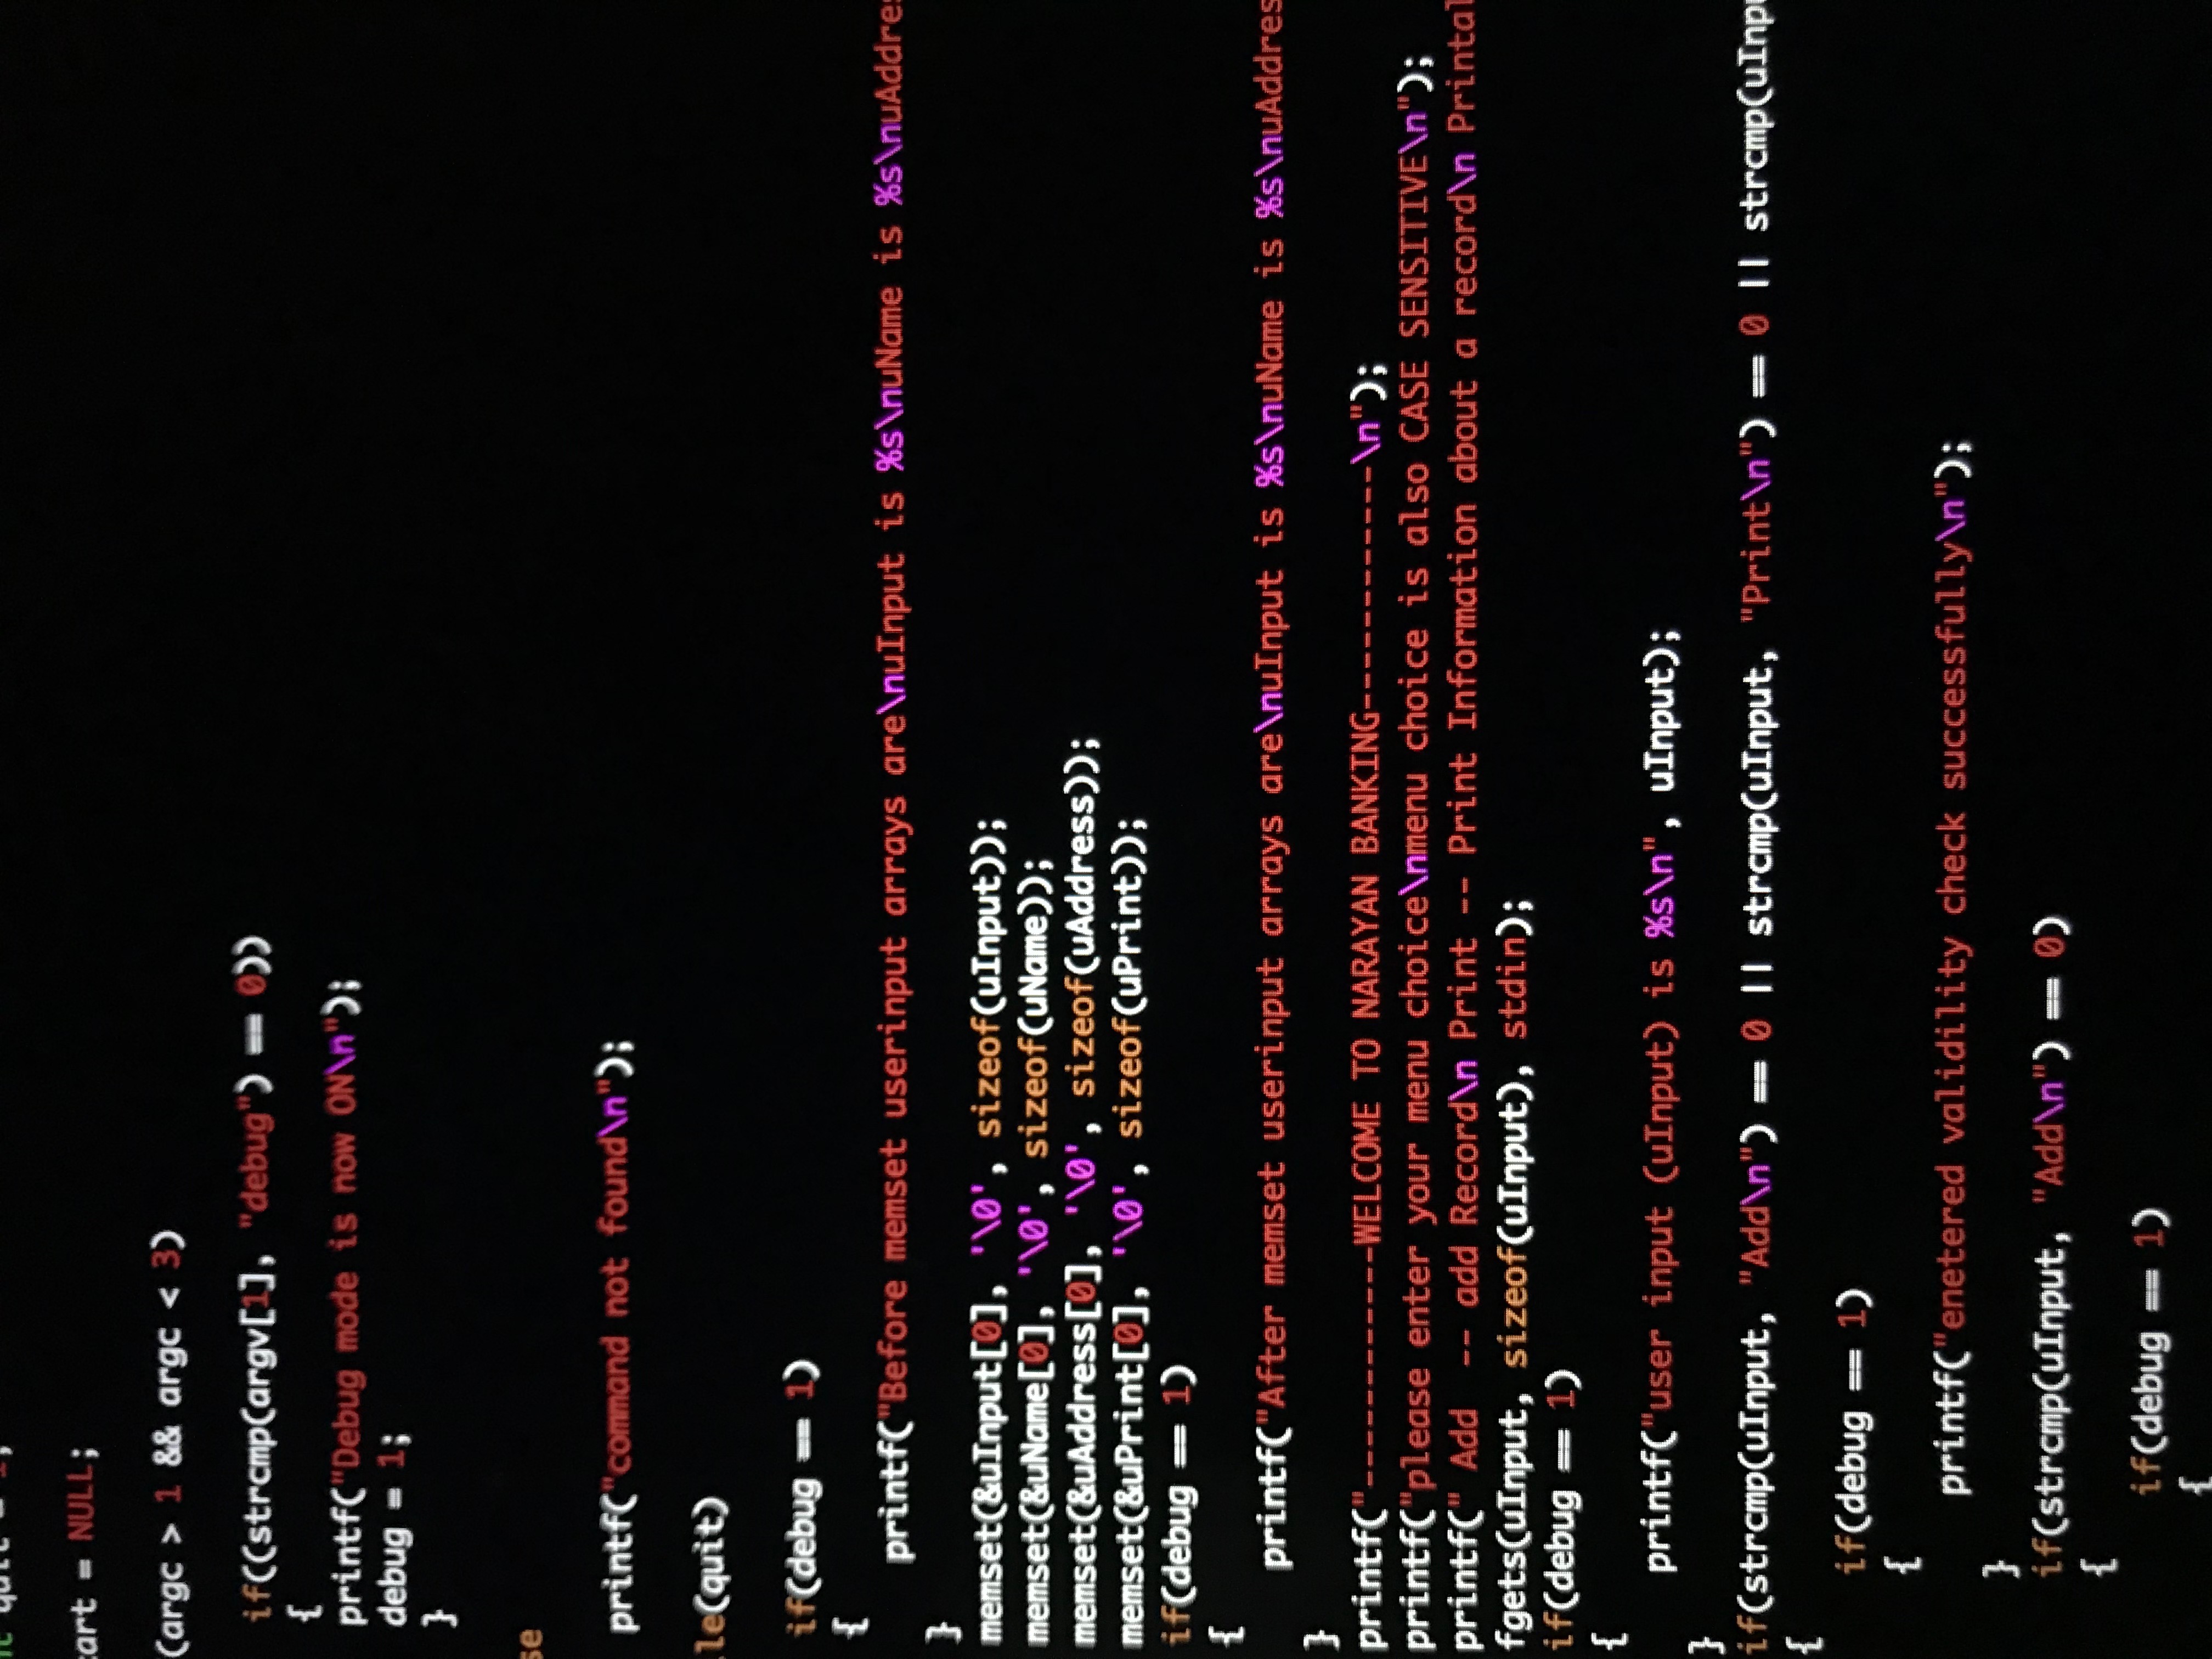 quit = 1;
art = NULL;
(argc > 1 && argc < 3)
if((strcmp(argv[1], "debug") == 0))
{
printf("Debug mode is now ON\n");
debug = 1;
}
se
printf("command not found\n");
le(quit)
if(debug == 1)
{
printf("Before memset userinput arrays are\nuInput is %s\nuName is %s\nuAddres
}
memset(&uInput[0], '\0', sizeof(uInput));
memset(&uName[0], '\0', sizeof(uName));
memset(&uAddress[0], '\0', sizeof(uAddress));
memset(&uPrint[0], '\0', sizeof(uPrint));
if(debug == 1)
{
printf("After memset userinput arrays are\nuInput is %s\nuName is %s\nuAddres
}
printf("------------WELCOME TO NARAYAN BANKING------------\n");
printf("please enter your menu choice\nmenu choice is also CASE SENSITIVE\n");
printf(" Add  -- add Record\n Print -- Print Information about a record\n Printal
fgets(uInput, sizeof(uInput), stdin);
if(debug == 1)
{
printf("user input (uInput) is %s\n", uInput);
}
if(strcmp(uInput, "Add\n") == 0 || strcmp(uInput, "Print\n") == 0 || strcmp(uInpu
{
if(debug == 1)
{
printf("enetered validility check successfully\n");
}
if(strcmp(uInput, "Add\n") == 0)
{
if(debug == 1)
{